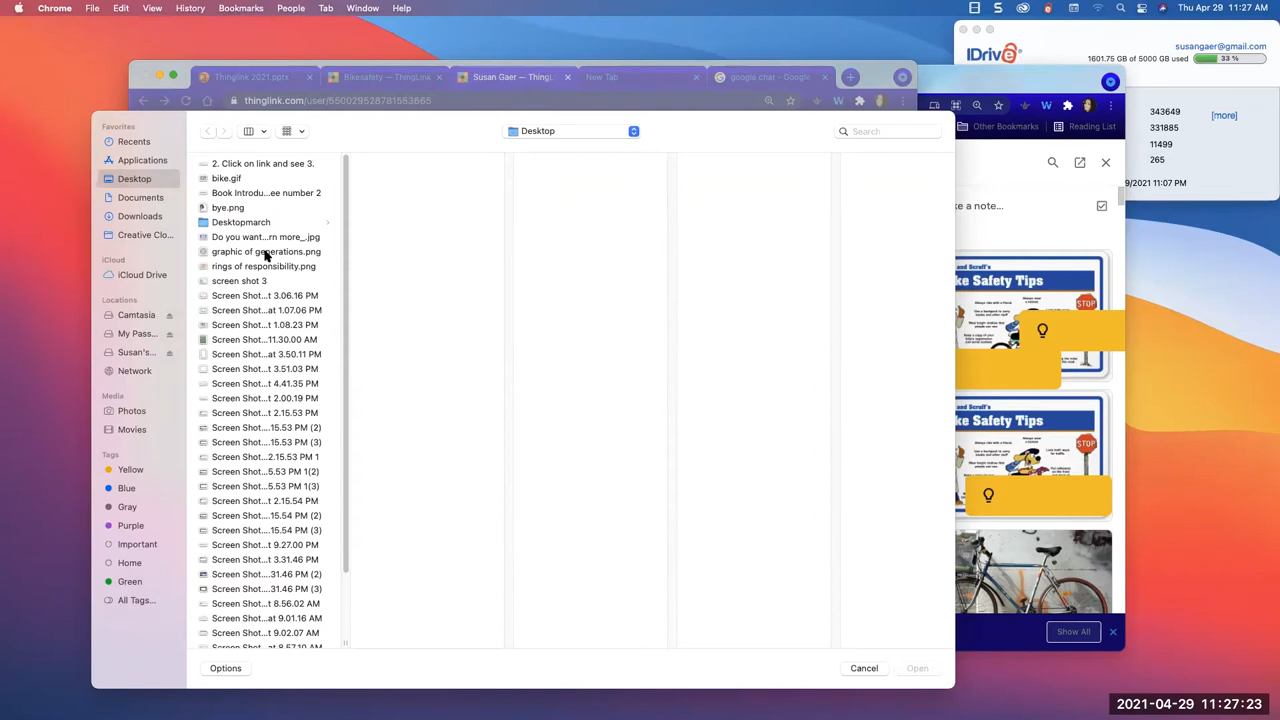 Chrome File Edit View History Bookmarks Profiles Tab Window Help
Thu Apr 29 11:27 AM
IDrive
susangaer@gmail.com
1601.75 GB of 5000 GB used 33 %
343649 [more]
331885
11499
265
9/2021 11:07 PM
Thinglink 2021.pptx
Bikesafety — ThingLink
Susan Gaer — ThingL
New Tab
google chat - Google
thinglink.com/user/550029528781553665
Other Bookmarks Reading List
ke a note...
Favorites
Recents
Applications
Desktop
Documents
Downloads
Creative Clo...
iCloud
iCloud Drive
Locations
Camtasia
My Pass...
Susan's...
Network
Media
Photos
Movies
Tags
Yellow
Blue
Gray
Purple
Important
Home
Green
All Tags...
Desktop
Search
2. Click on link and see 3.
bike.gif
Book Introdu...ee number 2
bye.png
Desktopmarch
Do you want...rn more_.jpg
graphic of generations.png
rings of responsibility.png
screen shot 3
Screen Shot...t 3.06.16 PM
Screen Shot...at 1.07.06 PM
Screen Shot...t 1.08.23 PM
Screen Shot...11.30.00 AM
Screen Shot...at 3.50.11 PM
Screen Shot...t 3.51.03 PM
Screen Shot...t 4.41.35 PM
Screen Shot...t 2.00.19 PM
Screen Shot...t 2.15.53 PM
Screen Shot....15.53 PM (2)
Screen Shot....15.53 PM (3)
Screen Shot...2.15.53 PM 1
Screen Shot...5.53 PM 1(2)
Screen Shot...5.53 PM 1(3)
Screen Shot...t 2.15.54 PM
Screen Shot....15.54 PM (2)
Screen Shot....15.54 PM (3)
Screen Shot...t 9.27.00 PM
Screen Shot...t 3.31.46 PM
Screen Shot....31.46 PM (2)
Screen Shot....31.46 PM (3)
Screen Shot...t 8.56.02 AM
Screen Shot...at 9.01.16 AM
Screen Shot...t 9.02.07 AM
Screen Shot...at 8.57.10 AM
Options
Cancel
Open
and Scruff's
ke Safety Tips
STOP
and Scruff's
ke Safety Tips
STOP
Show All
2021-04-29 11:27:23